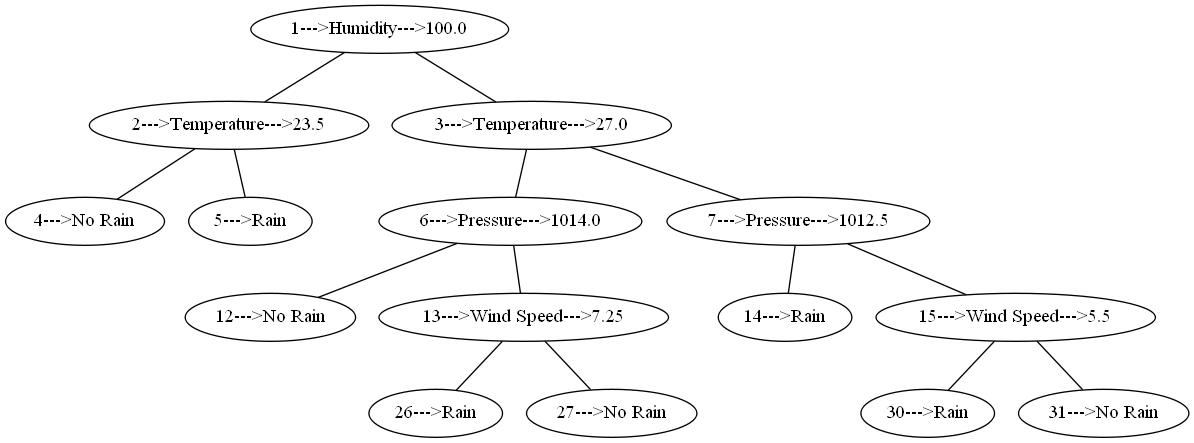 1--->Humidity--->100.0
2--->Temperature--->23.5
3--->Temperature--->27.0
4--->No Rain
5--->Rain
6--->Pressure--->1014.0
7--->Pressure--->1012.5
12--->No Rain
13--->Wind Speed--->7.25
14--->Rain
15--->Wind Speed--->5.5
26--->Rain
27--->No Rain
30--->Rain
31--->No Rain